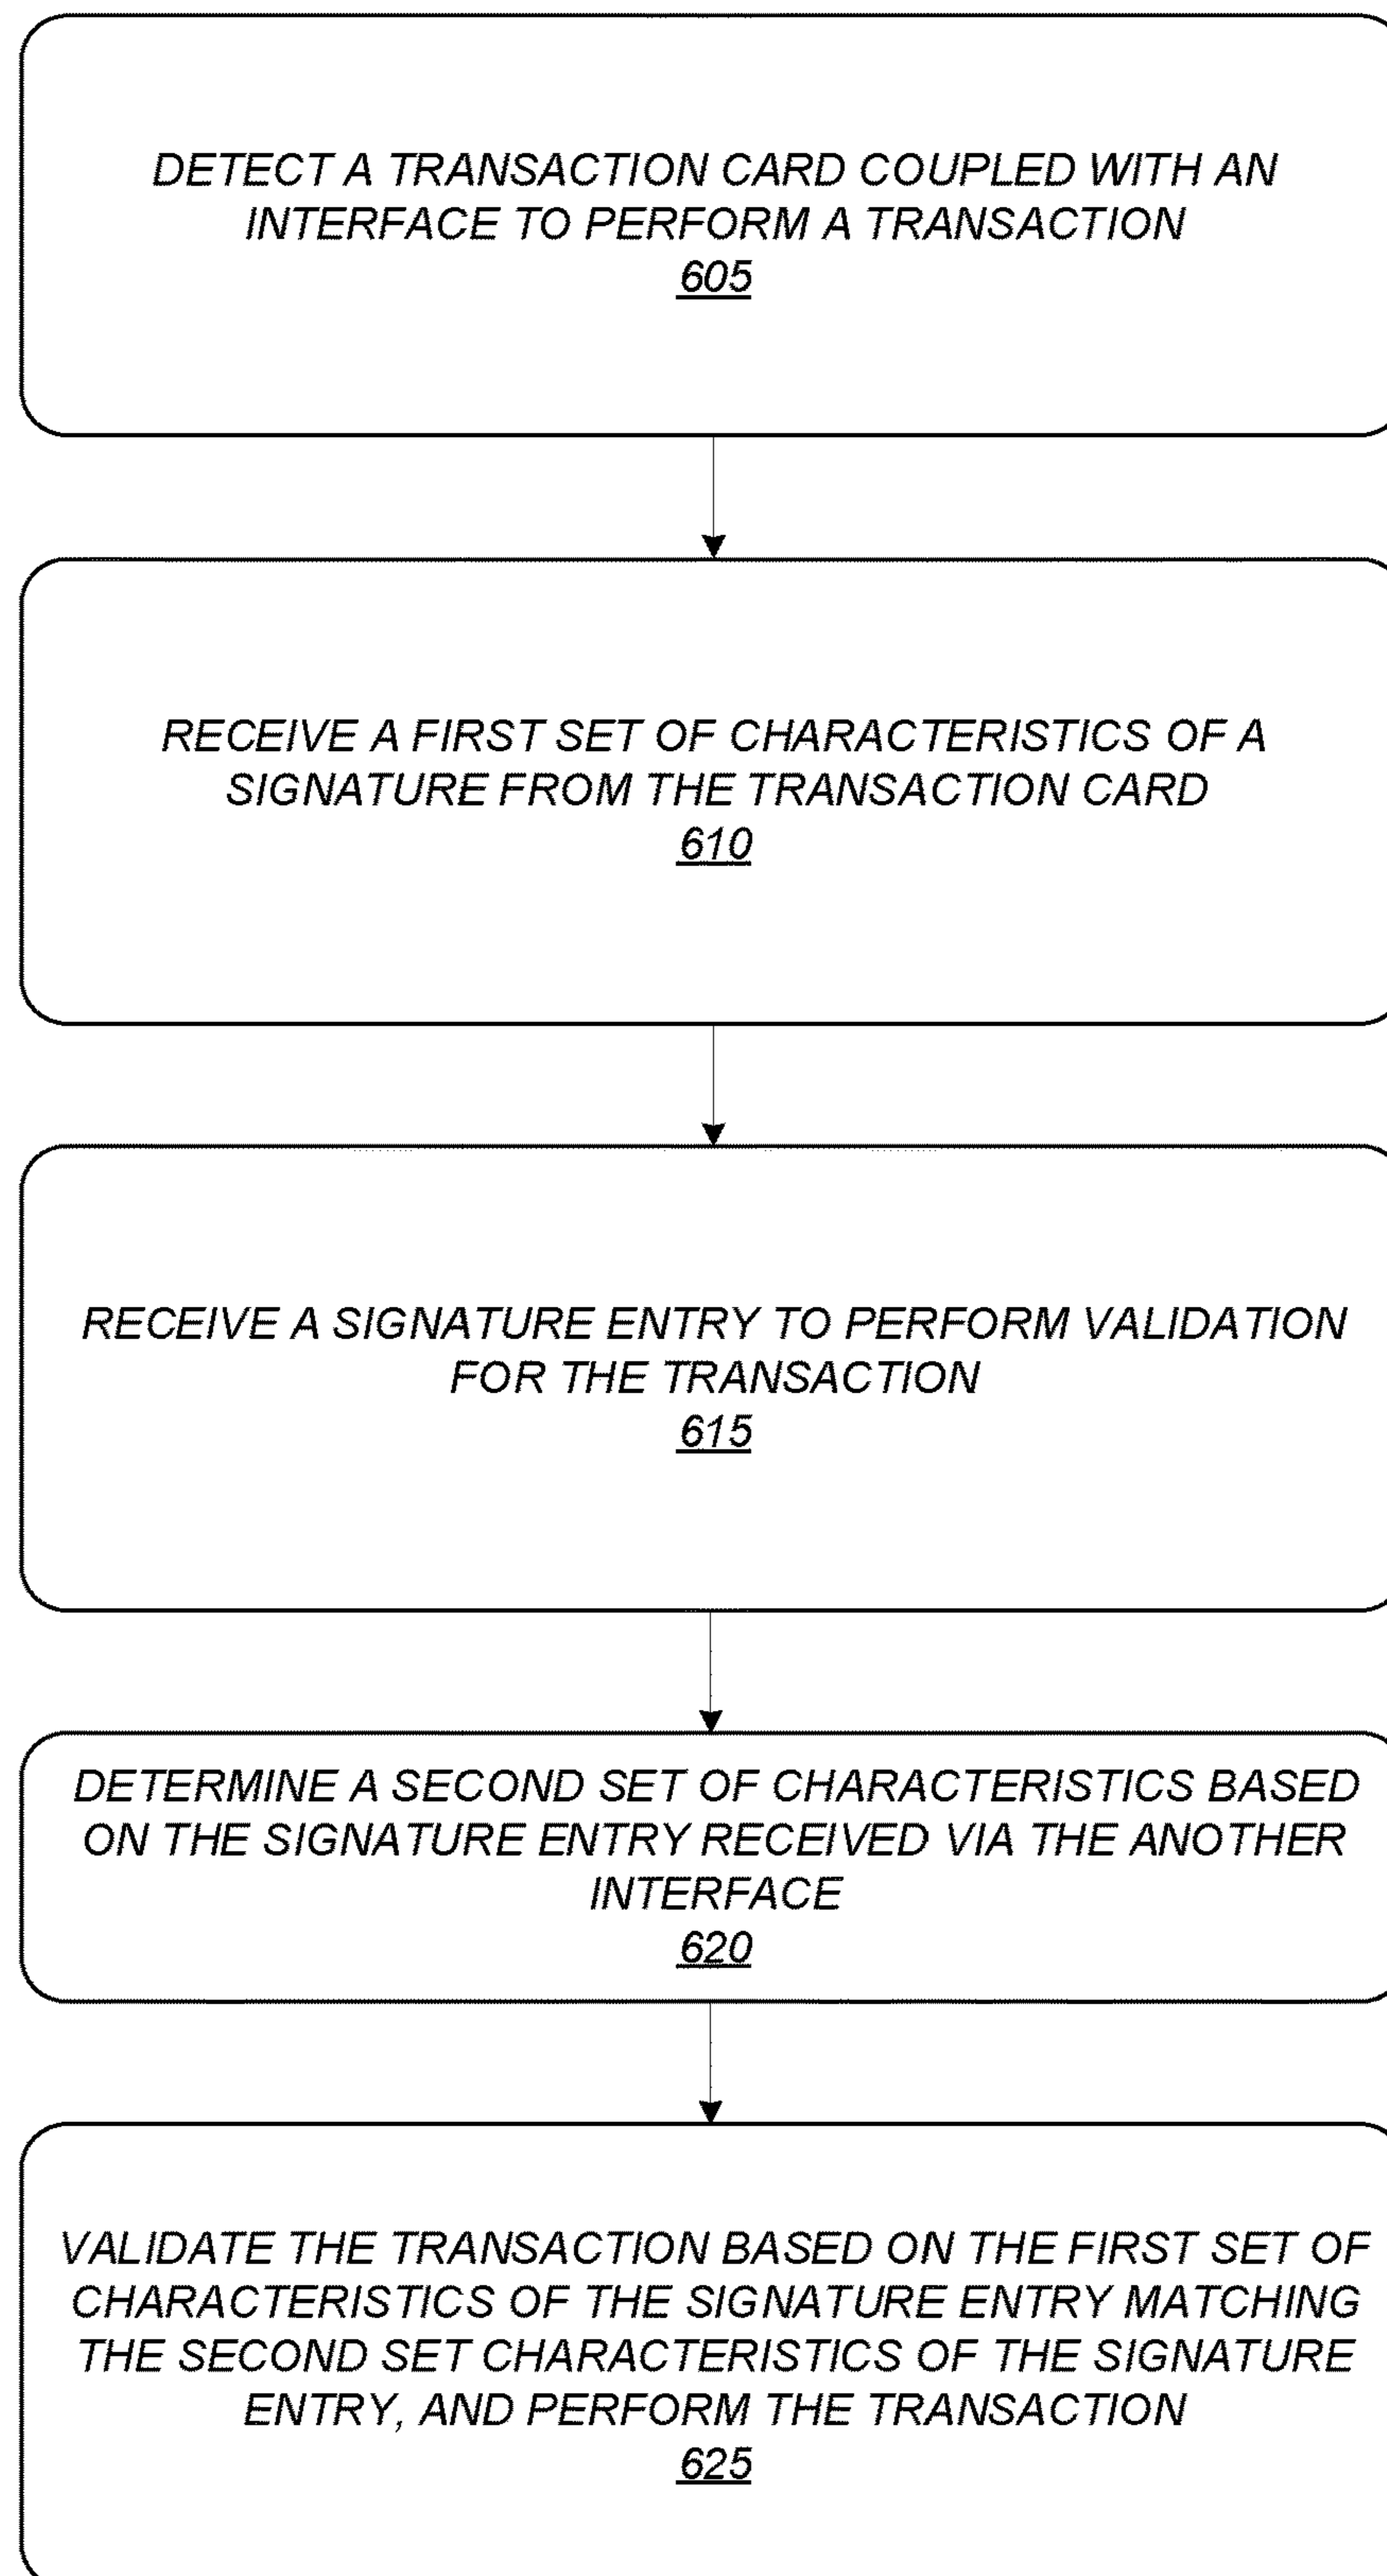 DETECT A TRANSACTION CARD COUPLED WITH AN
INTERFACE TO PERFORM A TRANSACTION
605
RECEIVE A FIRST SET OF CHARACTERISTICS OF A
SIGNATURE FROM THE TRANSACTION CARD
610
RECEIVE A SIGNATURE ENTRY TO PERFORM VALIDATION
FOR THE TRANSACTION
615
DETERMINE A SECOND SET OF CHARACTERISTICS BASED
ON THE SIGNATURE ENTRY RECEIVED VIA THE ANOTHER
INTERFACE
620
VALIDATE THE TRANSACTION BASED ON THE FIRST SET OF
CHARACTERISTICS OF THE SIGNATURE ENTRY MATCHING
THE SECOND SET CHARACTERISTICS OF THE SIGNATURE
ENTRY, AND PERFORM THE TRANSACTION
625